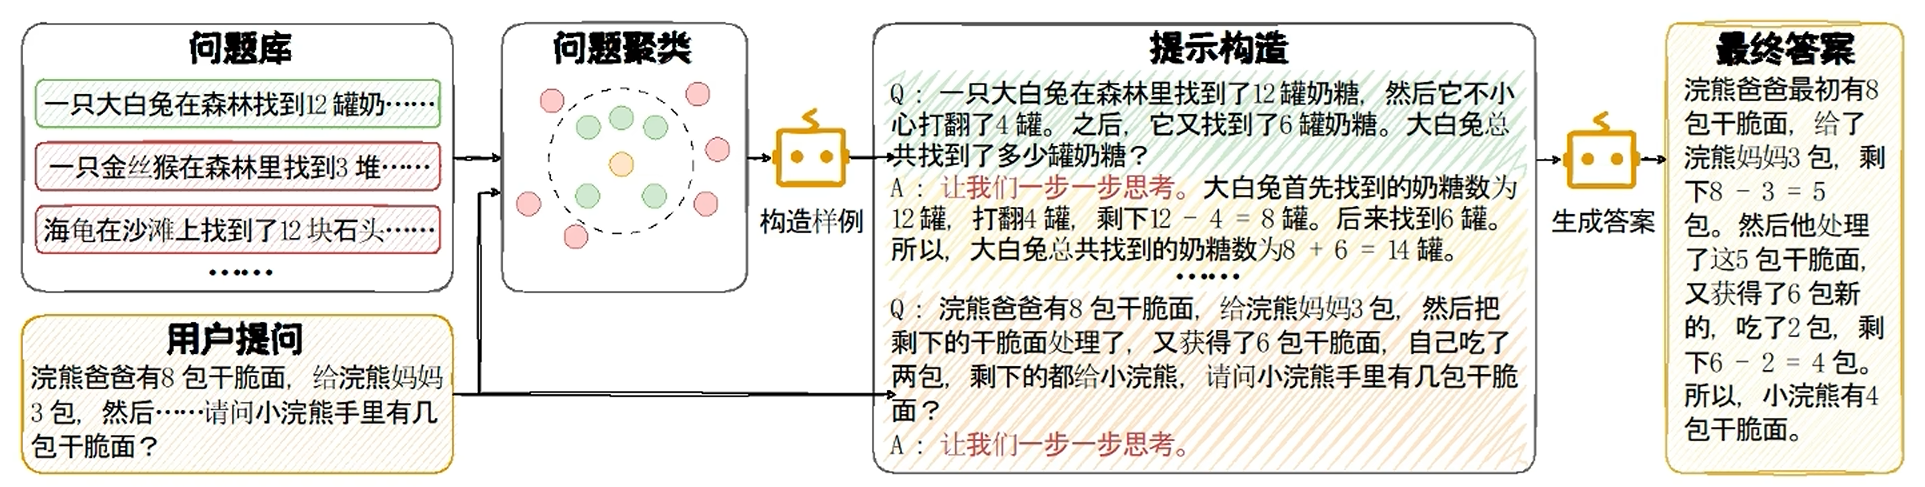 问题库
一只大白兔在森林找到12 罐奶……
一只金丝猴在森林里找到3 堆……
海龟在沙滩上找到了12 块石头……
……
用户提问
浣熊爸爸有8 包干脆面，给浣熊妈妈
3 包，然后……请问小浣熊手里有几
包干脆面？
问题聚类
构造样例
提示构造
Q ：一只大白兔在森林里找到了12 罐奶糖，然后它不小
心打翻了4 罐。之后，它又找到了6 罐奶糖。大白兔总
共找到了多少罐奶糖？
A ：让我们一步一步思考。大白兔首先找到的奶糖数为
12 罐，打翻4 罐，剩下12 − 4 = 8 罐。后来找到6 罐。
所以，大白兔总共找到的奶糖数为8 + 6 = 14 罐。
……
Q ：浣熊爸爸有8 包干脆面，给浣熊妈妈3 包，然后把
剩下的干脆面处理了，又获得了6 包干脆面，自己吃了
两包，剩下的都给小浣熊，请问小浣熊手里有几包干脆
面？
A ：让我们一步一步思考。
生成答案
最终答案
浣熊爸爸最初有8
包干脆面，给了
浣熊妈妈3 包，剩
下8 − 3 = 5
包。然后他处理
了这5 包干脆面，
又获得了6 包新
的，吃了2 包，剩
下6 − 2 = 4 包。
所以，小浣熊有4
包干脆面。